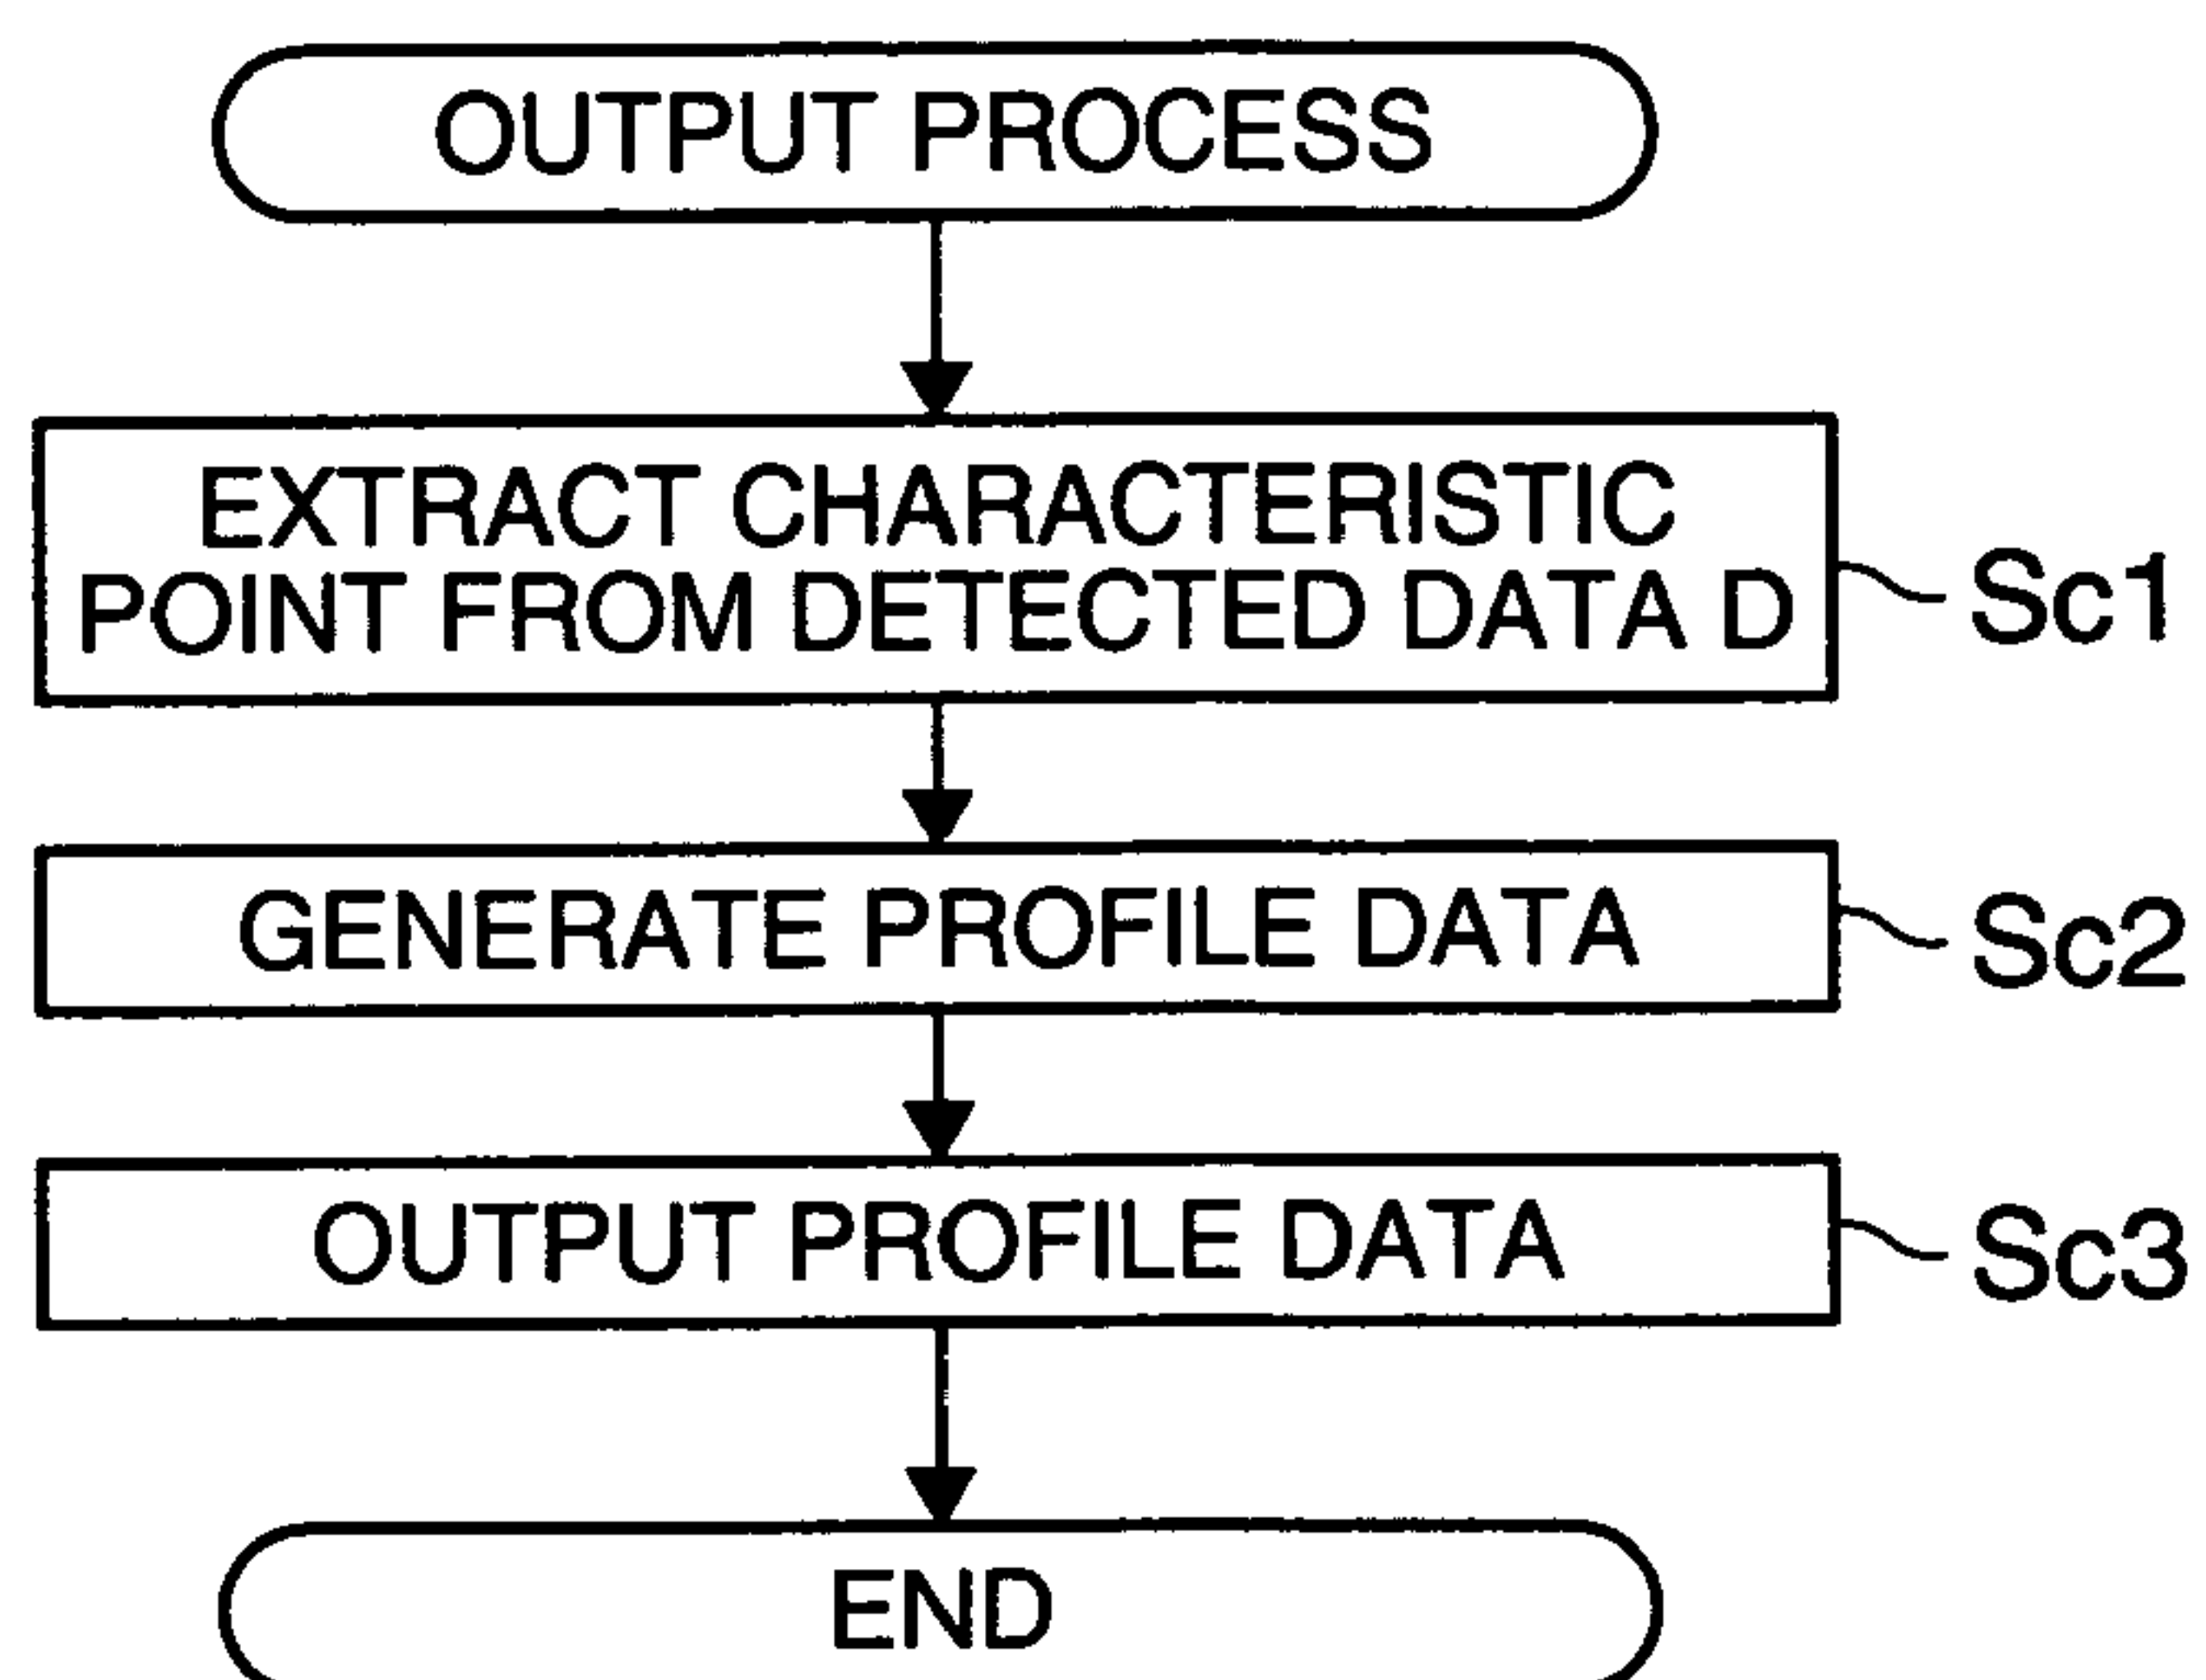 OUTPUT PROCESS
EXTRACT CHARACTERISTIC
POINT FROM DETECTED DATA D
Sc1
GENERATE PROFILE DATA
Sc2
OUTPUT PROFILE DATA
Sc3
END